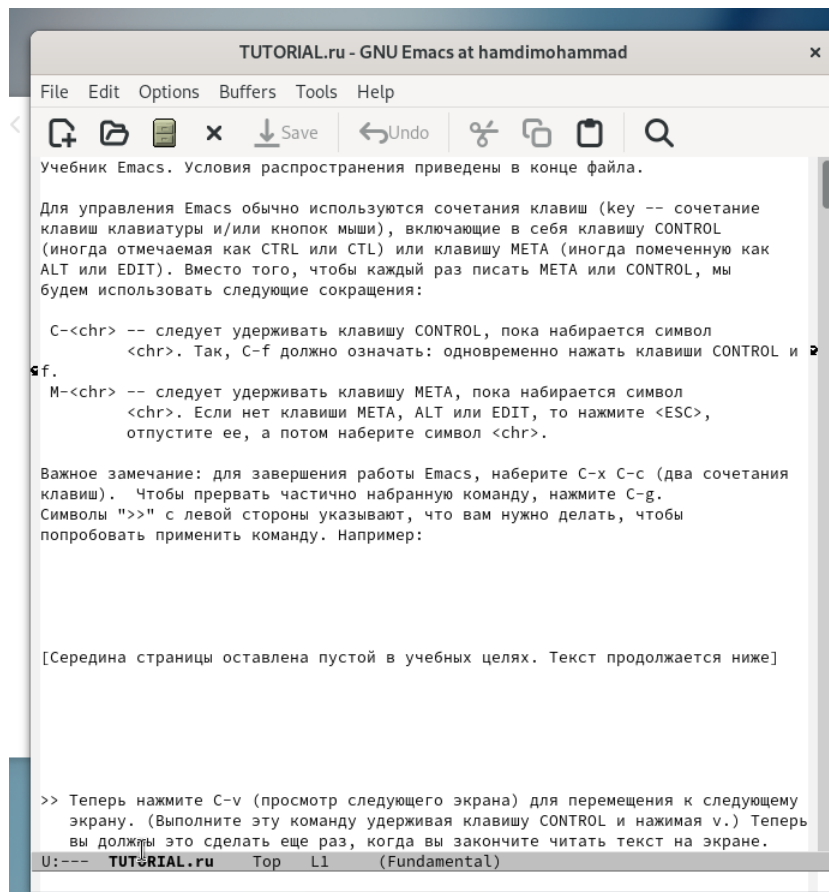 TUTORIAL.ru - GNU Emacs at hamdimohammad
File Edit Options Buffers Tools Help
Save Undo
Учебник Emacs. Условия распространения приведены в конце файла.
Для управления Emacs обычно используются сочетания клавиш (key -- сочетание
клавиш клавиатуры и/или кнопок мыши), включающие в себя клавишу CONTROL
(иногда отмечаемая как CTRL или CTL) или клавишу META (иногда помеченную как
ALT или EDIT). Вместо того, чтобы каждый раз писать META или CONTROL, мы
будем использовать следующие сокращения:
C-<chr> -- следует удерживать клавишу CONTROL, пока набирается символ
<chr>. Так, C-f должно означать: одновременно нажать клавиши CONTROL и
f.
M-<chr> -- следует удерживать клавишу META, пока набирается символ
<chr>. Если нет клавиши META, ALT или EDIT, то нажмите <ESC>,
отпустите ее, а потом наберите символ <chr>.
Важное замечание: для завершения работы Emacs, наберите C-x C-c (два сочетания
клавиш).  Чтобы прервать частично набранную команду, нажмите C-g.
Символы ">>" с левой стороны указывают, что вам нужно делать, чтобы
попробовать применить команду. Например:
[Середина страницы оставлена пустой в учебных целях. Текст продолжается ниже]
>> Теперь нажмите C-v (просмотр следующего экрана) для перемещения к следующему
экрану. (Выполните эту команду удерживая клавишу CONTROL и нажимая v.) Теперь
вы должны это сделать еще раз, когда вы закончите читать текст на экране.
U:--- TUTORIAL.ru Top L1 (Fundamental)